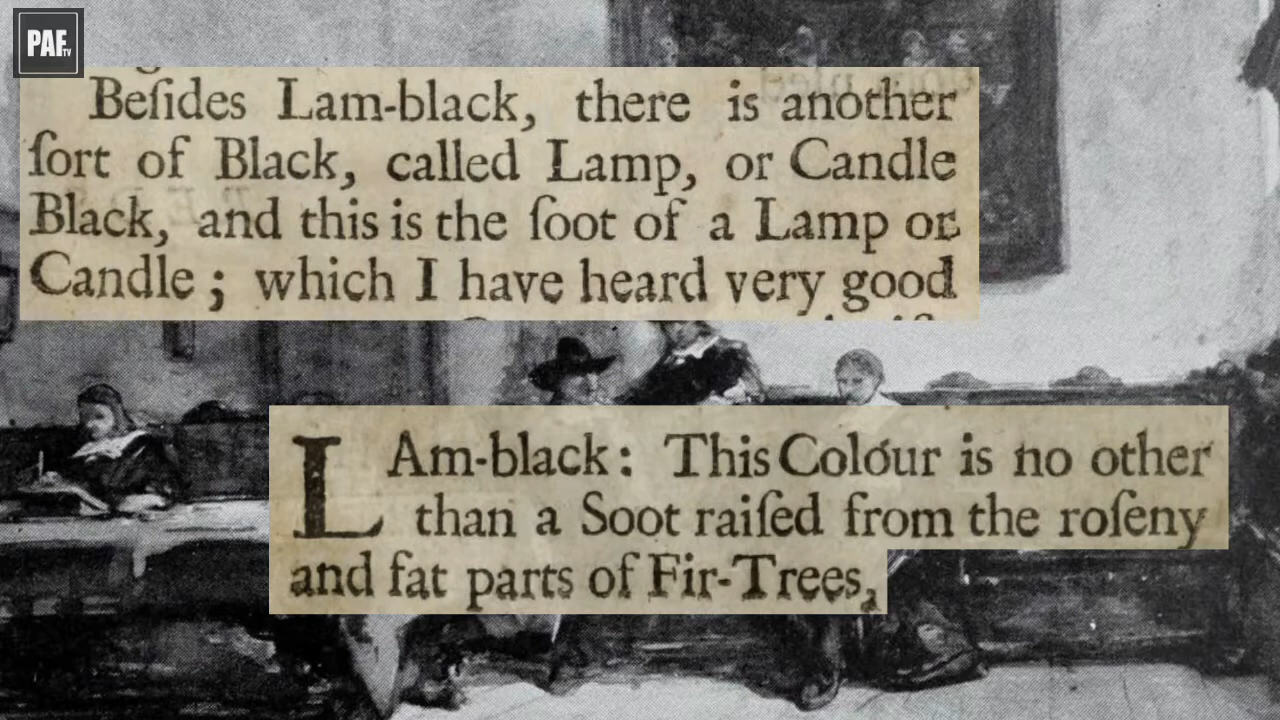 PAF TV
Beſides Lam-black, there is another
ſort of Black, called Lamp, or Candle
Black, and this is the ſoot of a Lamp or
Candle; which I have heard very good
LAm-black: This Colour is no other
than a Soot raiſed from the roſeny
and fat parts of Fir-Trees,